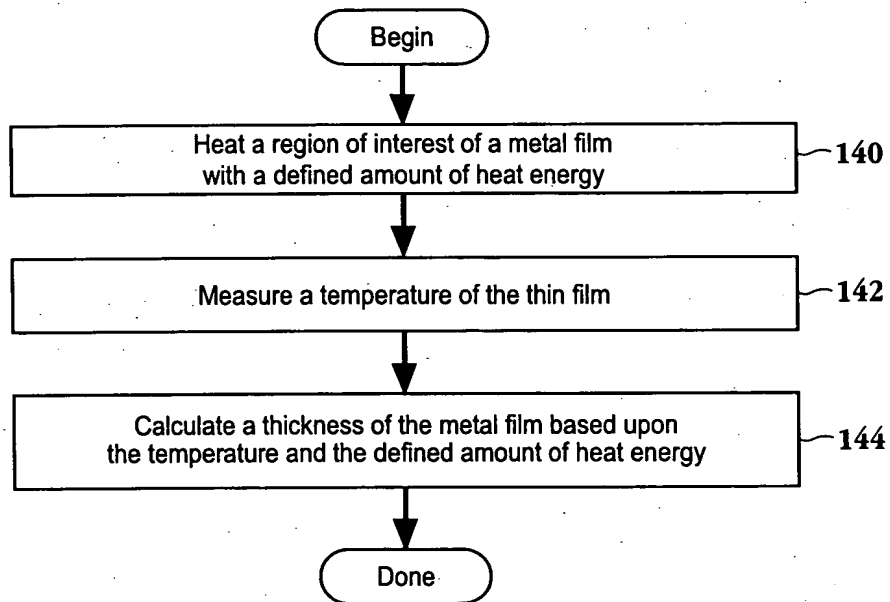 Begin
Heat a region of interest of a metal film
with a defined amount of heat energy
140
Measure a temperature of the thin film
142
Calculate a thickness of the metal film based upon
the temperature and the defined amount of heat energy
144
Done